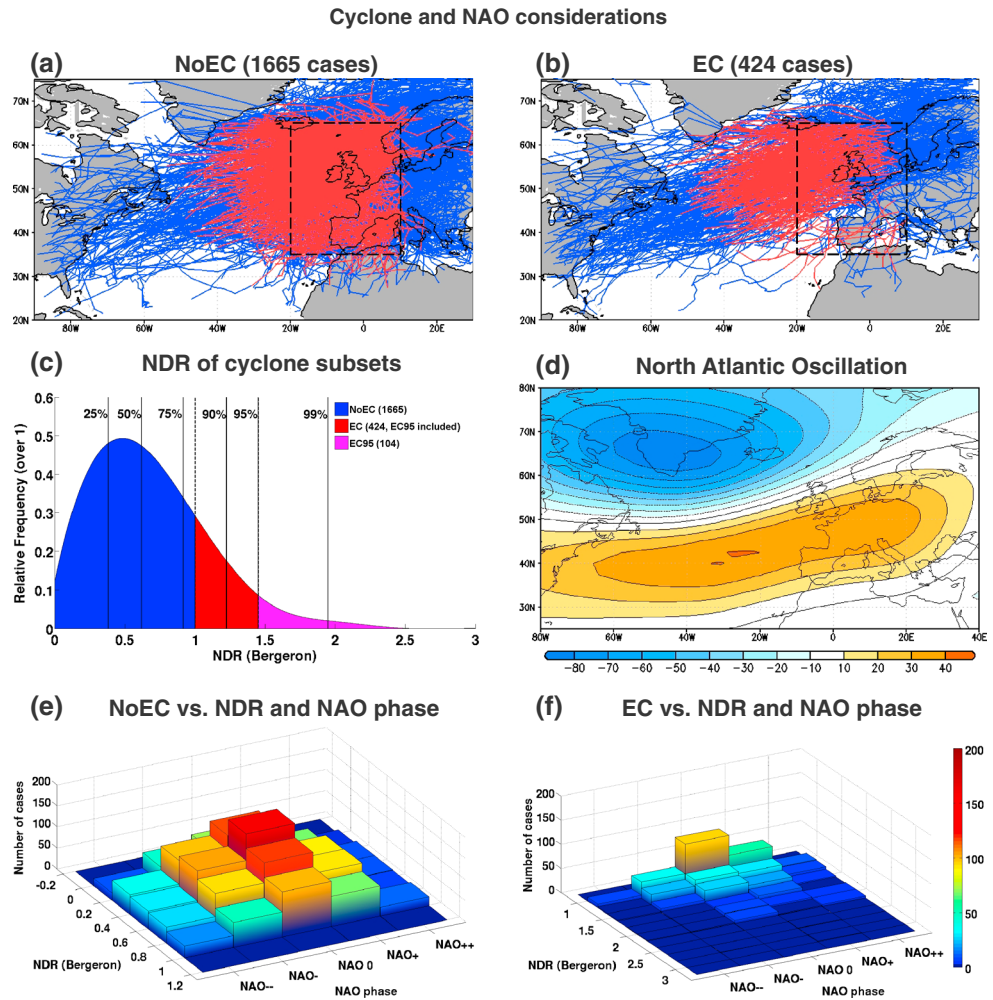 Cyclone and NAO considerations
(a) NoEC (1665 cases)
(b) EC (424 cases)
70N
60N
50N
40N
30N
20N
80W 60W 40W 20W 0 20E
70N
60N
50N
40N
30N
20N
80W 60W 40W 20W 0 20E
(c) NDR of cyclone subsets
Relative Frequency (over 1)
0.6
0.5
0.4
0.3
0.2
0.1
0
25% 50% 75% 90% 95% 99%
NoEC (1665)
EC (424, EC95 included)
EC95 (104)
0 0.5 1 1.5 2 2.5 3
NDR (Bergeron)
(d) North Atlantic Oscillation
80N
70N
60N
50N
40N
30N
80W 60W 40W 20W 0 20E 40E
-80 -70 -60 -50 -40 -30 -20 -10 10 20 30 40
(e) NoEC vs. NDR and NAO phase
Number of cases
200
150
100
50
0
-0.2
0
0.2
0.4
0.6
0.8
1
1.2
NDR (Bergeron)
NAO--
NAO-
NAO 0
NAO+
NAO++
NAO phase
(f) EC vs. NDR and NAO phase
Number of cases
200
150
100
50
0
1
1.5
2
2.5
3
NDR (Bergeron)
NAO--
NAO-
NAO 0
NAO+
NAO++
NAO phase
200
150
100
50
0